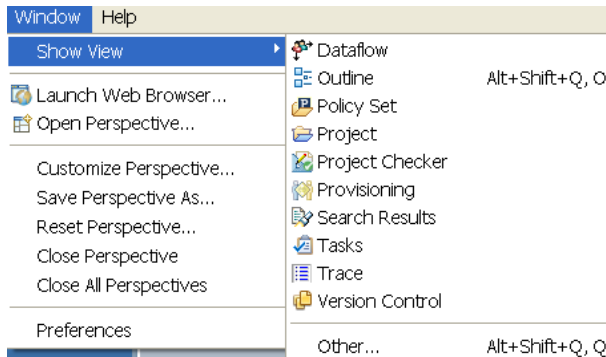 Window Help
Show View
Launch Web Browser...
Open Perspective...
Customize Perspective...
Save Perspective As...
Reset Perspective...
Close Perspective
Close All Perspectives
Preferences
Dataflow
Outline Alt+Shift+Q, O
Policy Set
Project
Project Checker
Provisioning
Search Results
Tasks
Trace
Version Control
Other... Alt+Shift+Q, Q